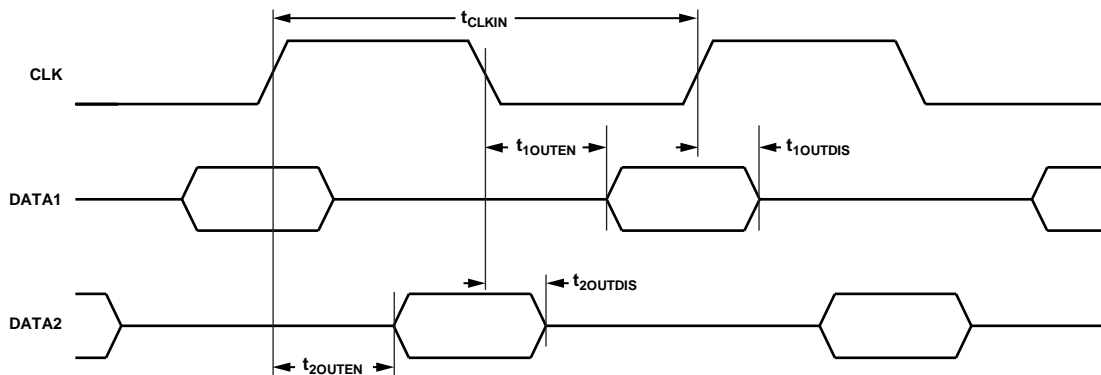 tCLKIN
CLK
t1OUTEN
t1OUTDIS
DATA1
t2OUTDIS
DATA2
t2OUTEN